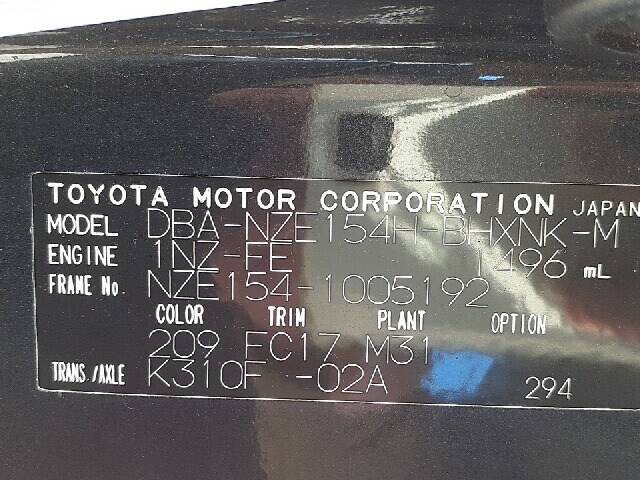 TOYOTA MOTOR CORPORATION JAPAN
MODEL DBA-NZE154H-BHXNK-M
ENGINE 1NZ-FE 1496 mL
FRAME No. NZE154-1005192
COLOR TRIM PLANT OPTION
209 FC17 M31
TRANS./AXLE K310F -02A 294